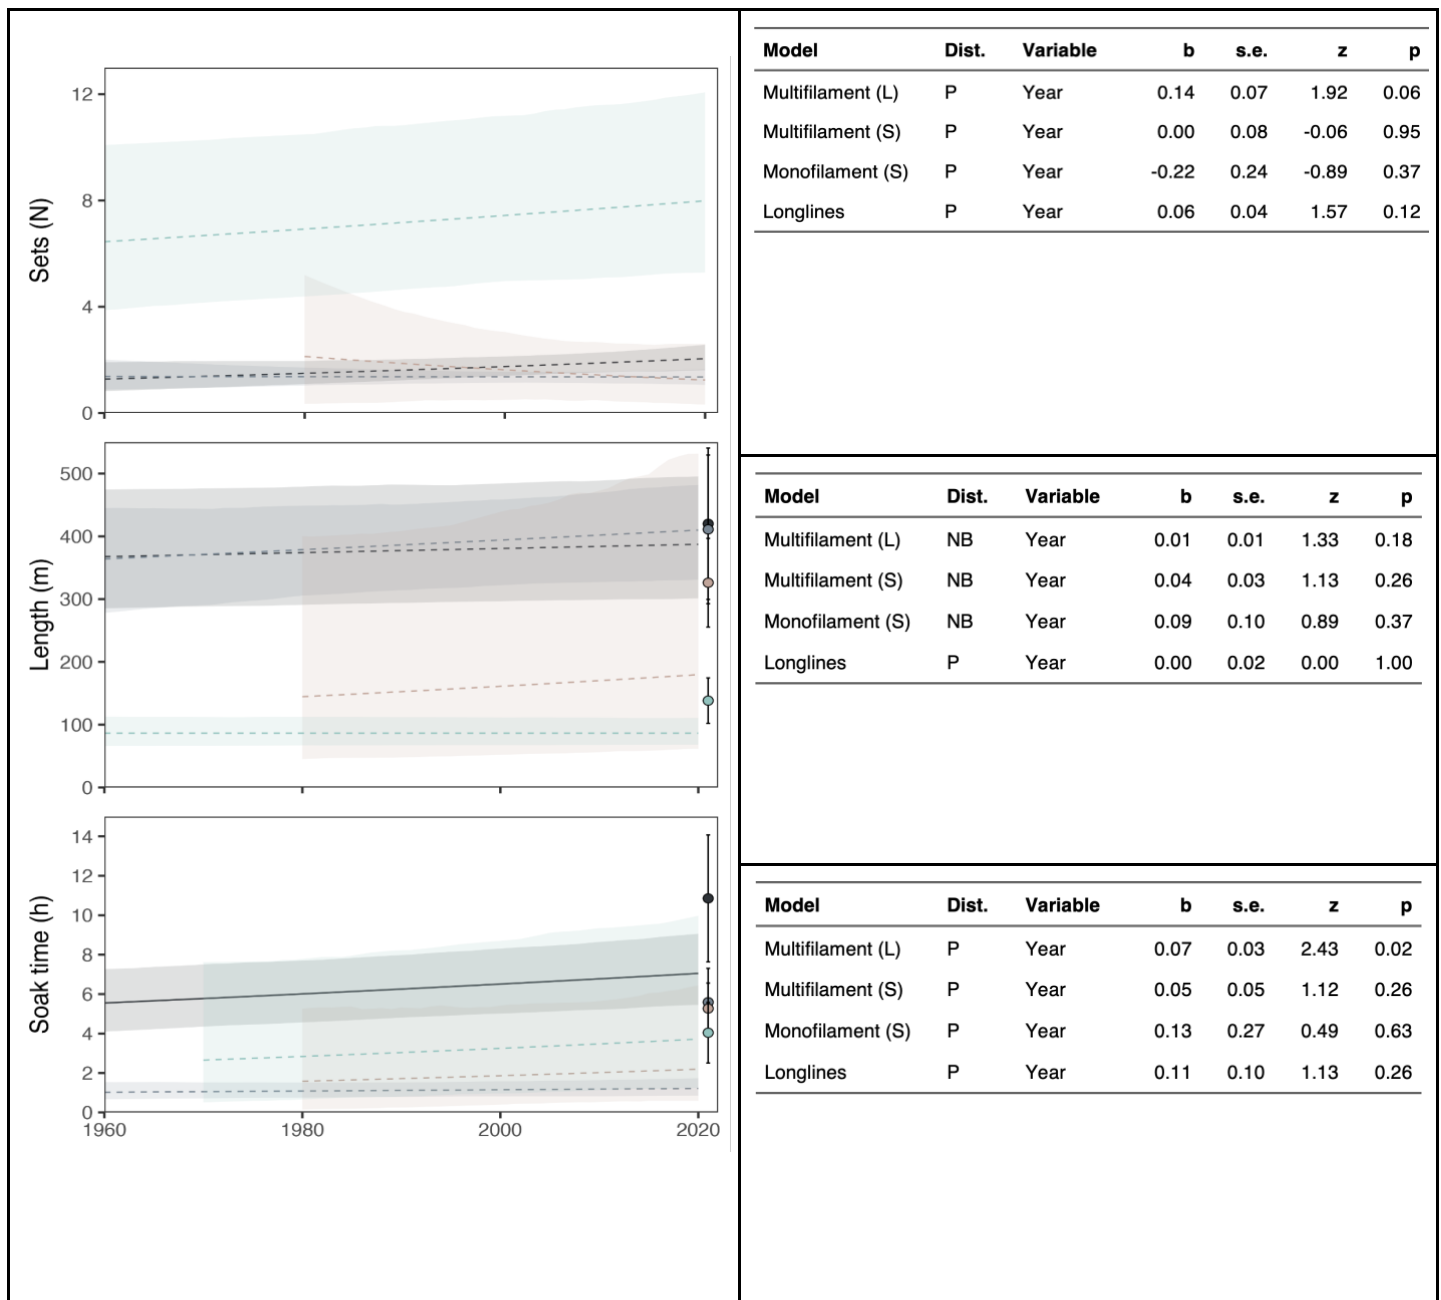 Sets (N)
12
8
4
0
Length (m)
500
400
300
200
100
0
Soak time (h)
14
12
10
8
6
4
2
0
1960 1980 2000 2020
Model Dist. Variable b s.e. z p
Multifilament (L) P Year 0.14 0.07 1.92 0.06
Multifilament (S) P Year 0.00 0.08 -0.06 0.95
Monofilament (S) P Year -0.22 0.24 -0.89 0.37
Longlines P Year 0.06 0.04 1.57 0.12
Model Dist. Variable b s.e. z p
Multifilament (L) NB Year 0.01 0.01 1.33 0.18
Multifilament (S) NB Year 0.04 0.03 1.13 0.26
Monofilament (S) NB Year 0.09 0.10 0.89 0.37
Longlines P Year 0.00 0.02 0.00 1.00
Model Dist. Variable b s.e. z p
Multifilament (L) P Year 0.07 0.03 2.43 0.02
Multifilament (S) P Year 0.05 0.05 1.12 0.26
Monofilament (S) P Year 0.13 0.27 0.49 0.63
Longlines P Year 0.11 0.10 1.13 0.26